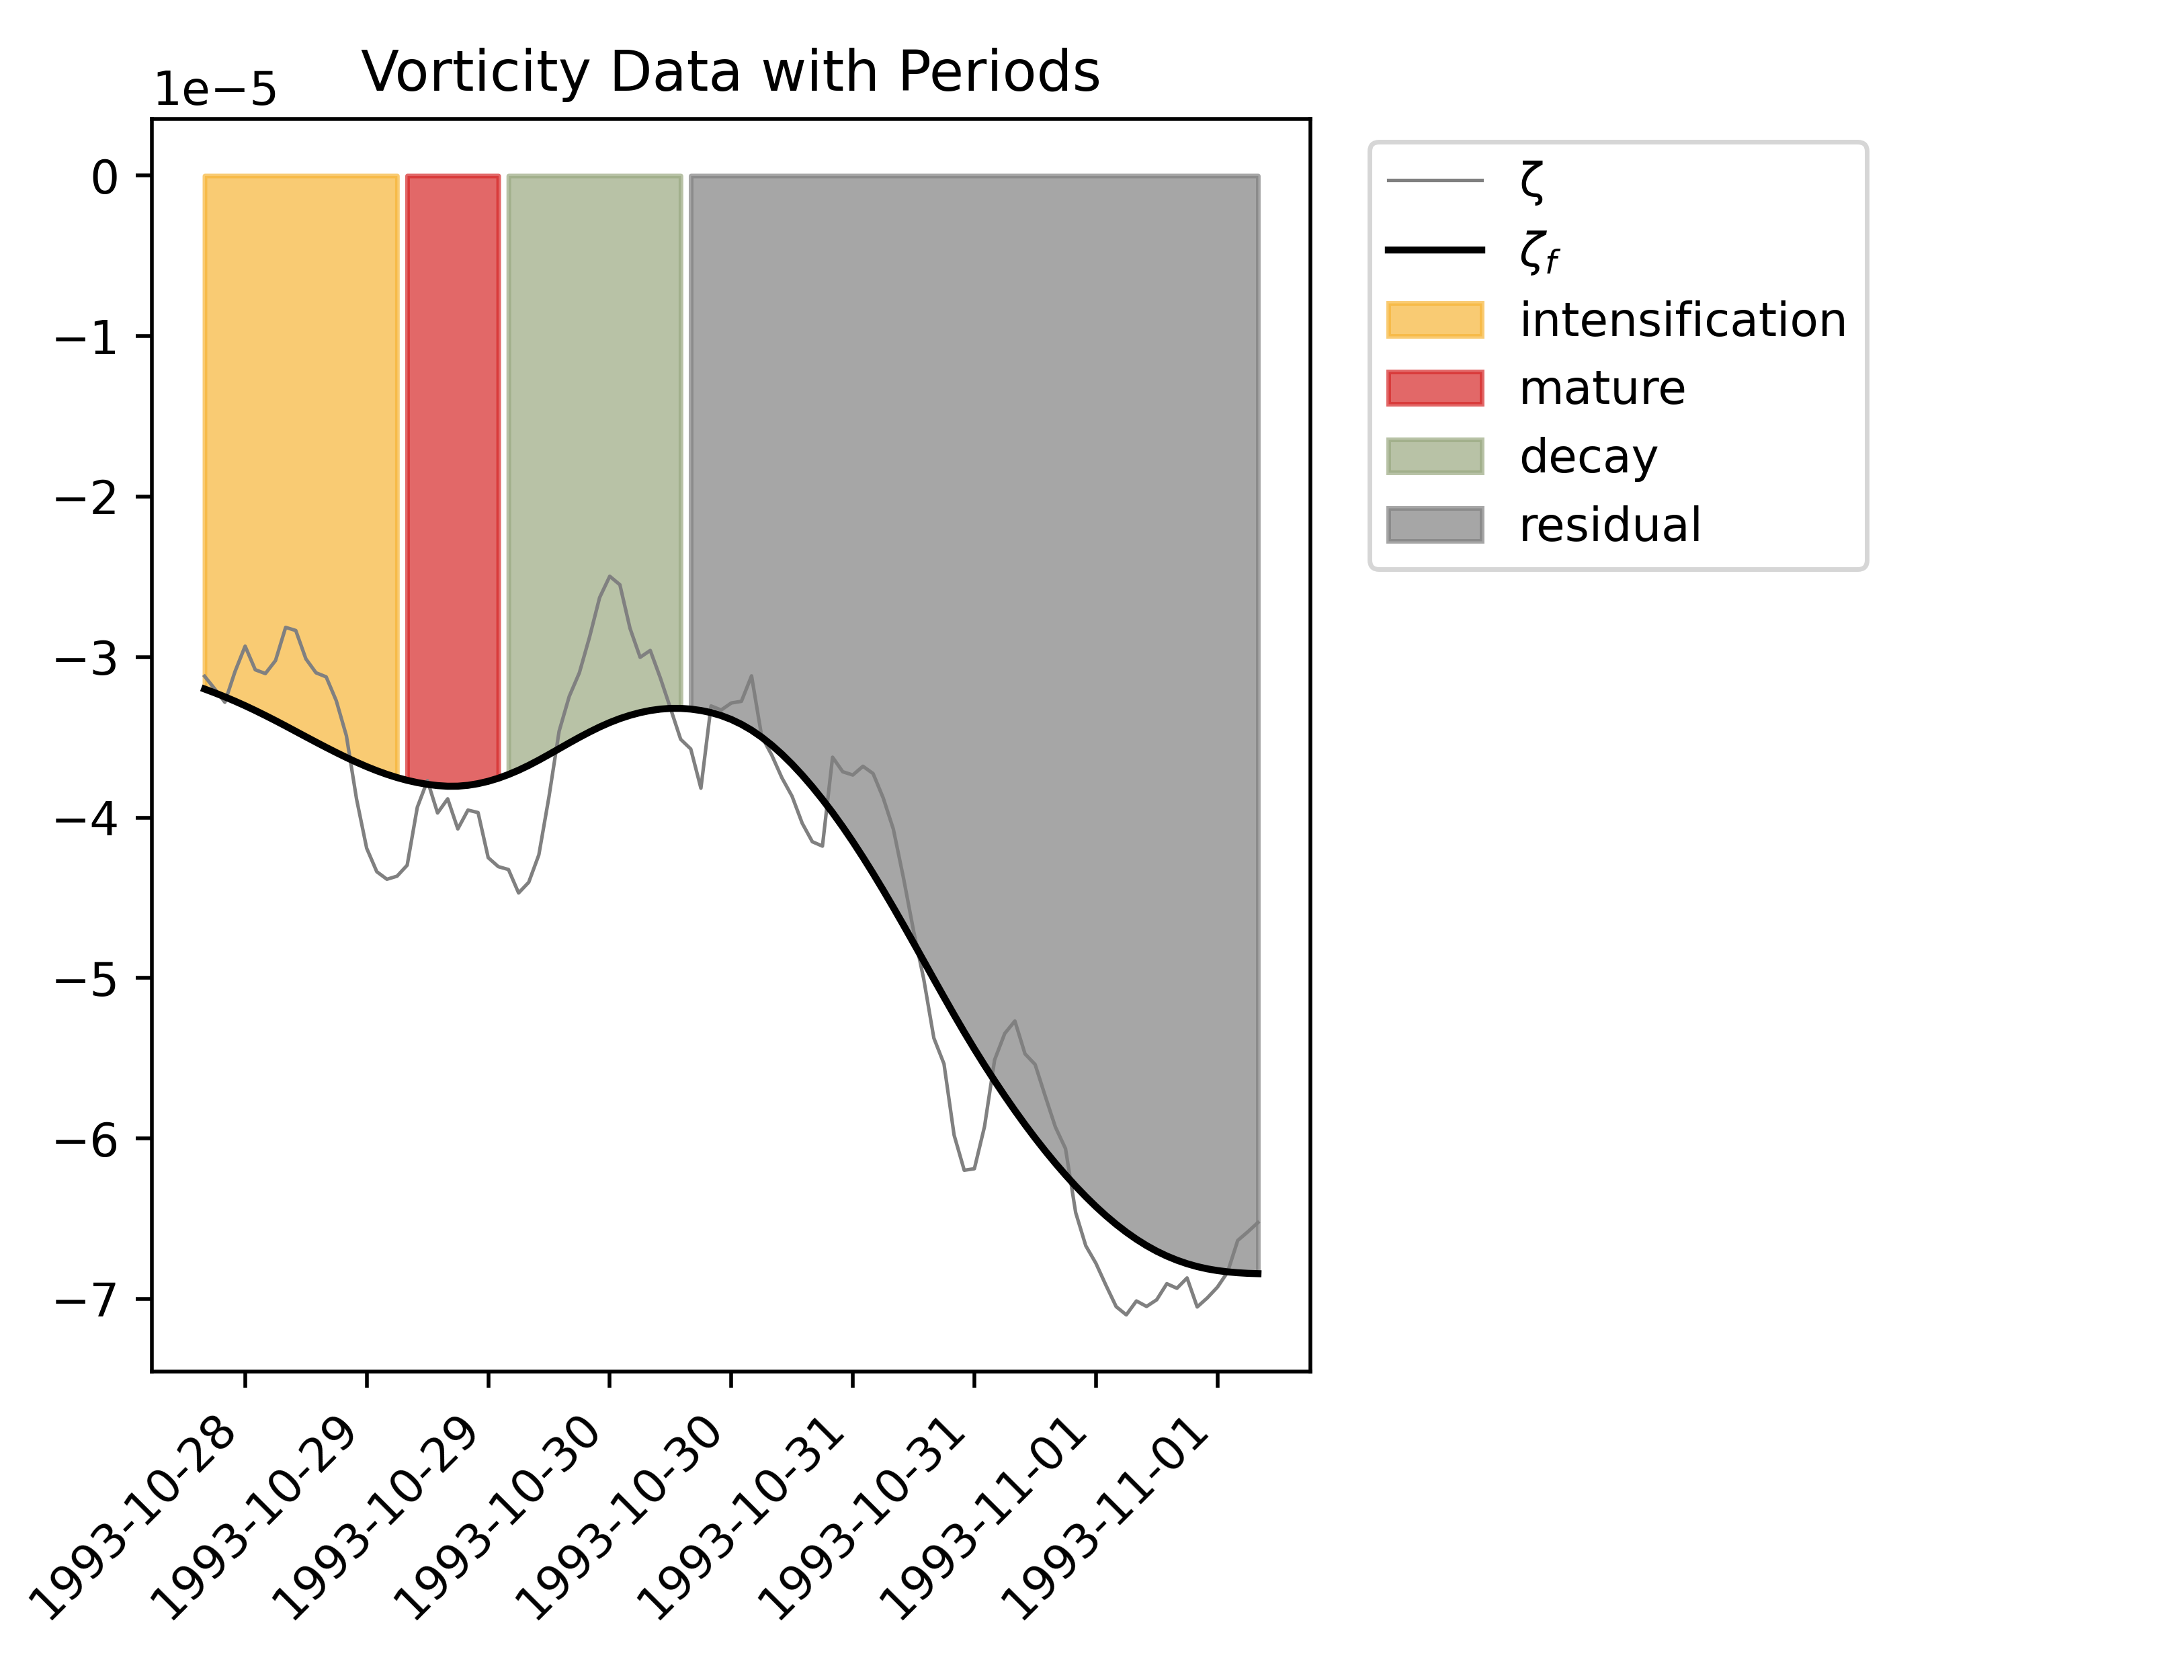 Vorticity Data with Periods
1e−5
0
−1
−2
−3
−4
−5
−6
−7
1993-10-28
1993-10-29
1993-10-29
1993-10-30
1993-10-30
1993-10-31
1993-10-31
1993-11-01
1993-11-01
ζ
ζf
intensification
mature
decay
residual